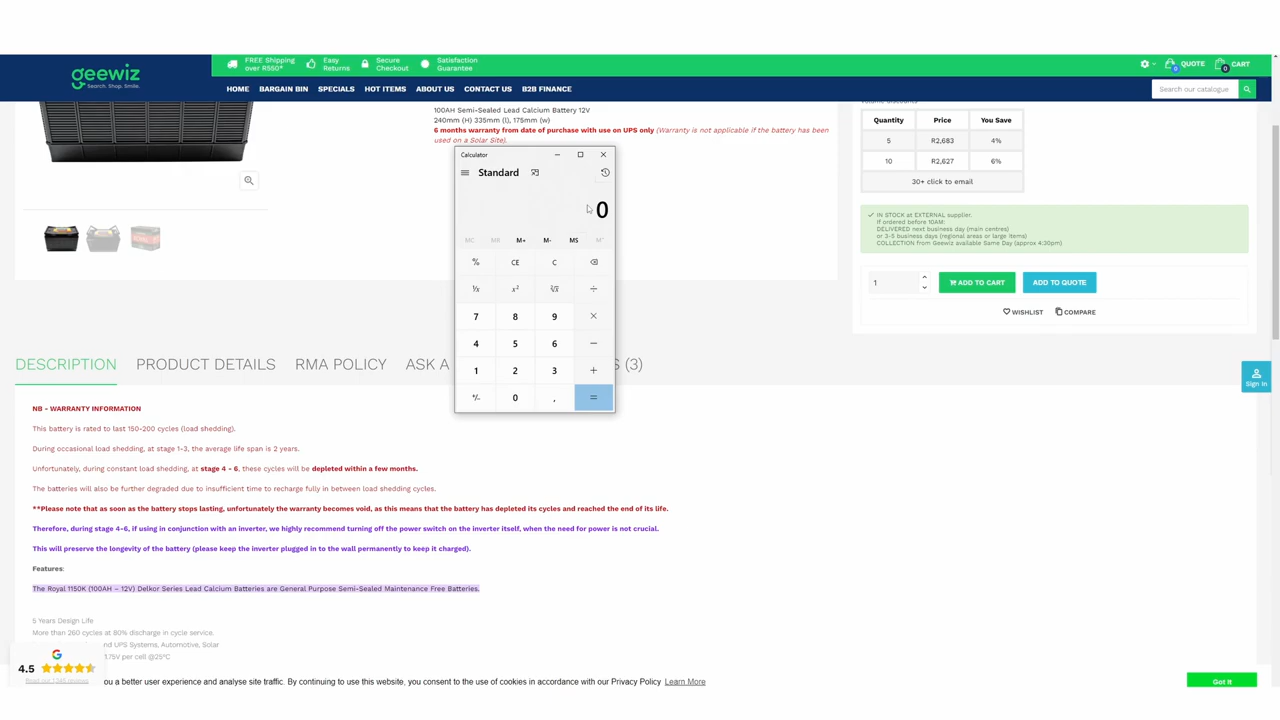 geewiz
Search. Shop. Smile.
FREE Shipping
over R550*
Easy
Returns
Secure
Checkout
Satisfaction
Guarantee
0
QUOTE
0
CART
HOME
BARGAIN BIN
SPECIALS
HOT ITEMS
ABOUT US
CONTACT US
B2B FINANCE
Search our catalogue
100AH Semi-Sealed Lead Calcium Battery 12V
240mm (H) 335mm (l), 175mm (w)
6 months warranty from date of purchase with use on UPS only (Warranty is not applicable if the battery has been
used on a Solar Site).
Volume discounts
Quantity Price You Save
5 R2,683 4%
10 R2,627 6%
30+ click to email
IN STOCK at EXTERNAL supplier.
If ordered before 10AM:
DELIVERED next business day (main centres)
or 3-5 business days (regional areas or large items)
COLLECTION from Geewiz available Same Day (approx 4:30pm)
1
ADD TO CART
ADD TO QUOTE
WISHLIST
COMPARE
Sign in
Calculator
Standard
0
MC MR M+ M- MS M˅
% CE C
¹/x x² ²√x ÷
7 8 9 ×
4 5 6 −
1 2 3 +
+/- 0 , =
DESCRIPTION
PRODUCT DETAILS
RMA POLICY
ASK A
S (3)
NB - WARRANTY INFORMATION
This battery is rated to last 150-200 cycles (load shedding).
During occasional load shedding, at stage 1-3, the average life span is 2 years.
Unfortunately, during constant load shedding, at stage 4 - 6, these cycles will be depleted within a few months.
The batteries will also be further degraded due to insufficient time to recharge fully in between load shedding cycles.
**Please note that as soon as the battery stops lasting, unfortunately the warranty becomes void, as this means that the battery has depleted its cycles and reached the end of its life.
Therefore, during stage 4-6, if using in conjunction with an inverter, we highly recommend turning off the power switch on the inverter itself, when the need for power is not crucial.
This will preserve the longevity of the battery (please keep the inverter plugged in to the wall permanently to keep it charged).
Features:
The Royal 1150K (100AH – 12V) Delkor Series Lead Calcium Batteries are General Purpose Semi-Sealed Maintenance Free Batteries.
5 Years Design Life
More than 260 cycles at 80% discharge in cycle service.
nd UPS Systems, Automotive, Solar
1.75V per cell @25°C
4.5
Read our 1,345 reviews
ou a better user experience and analyse site traffic. By continuing to use this website, you consent to the use of cookies in accordance with our Privacy Policy Learn More
Got It